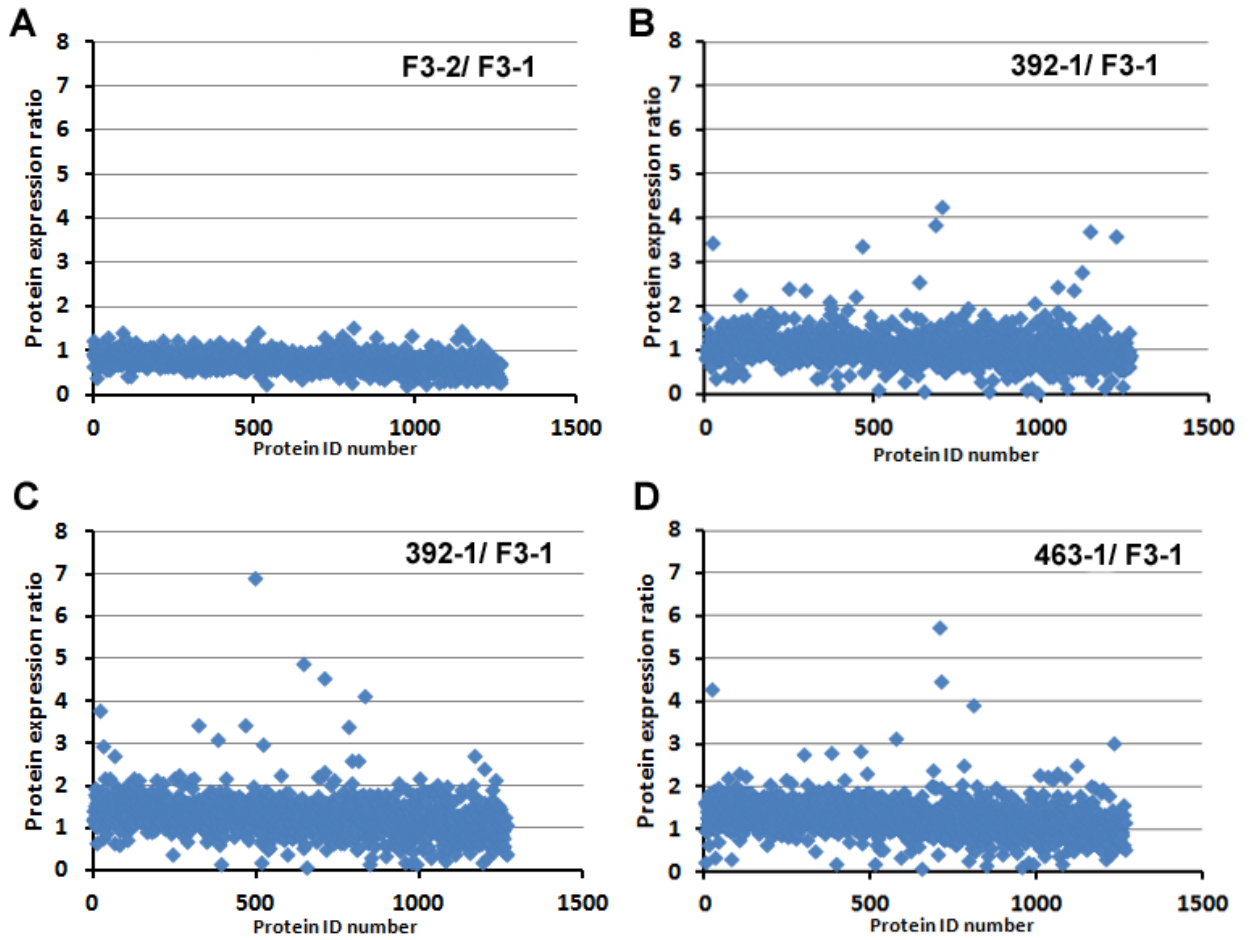 A
F3-2/ F3-1
Protein expression ratio
8
7
6
5
4
3
2
1
0
0 500 1000 1500
Protein ID number
B
392-1/ F3-1
Protein expression ratio
8
7
6
5
4
3
2
1
0
0 500 1000 1500
Protein ID number
C
392-1/ F3-1
Protein expression ratio
8
7
6
5
4
3
2
1
0
0 500 1000 1500
Protein ID number
D
463-1/ F3-1
Protein expression ratio
8
7
6
5
4
3
2
1
0
0 500 1000 1500
Protein ID number